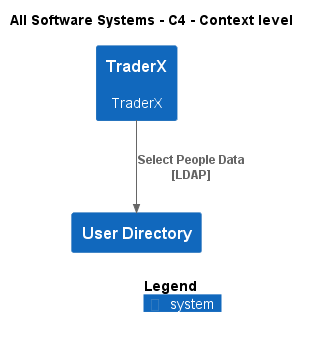 All Software Systems - C4 - Context level
TraderX
TraderX
Select People Data
[LDAP]
User Directory
Legend
system